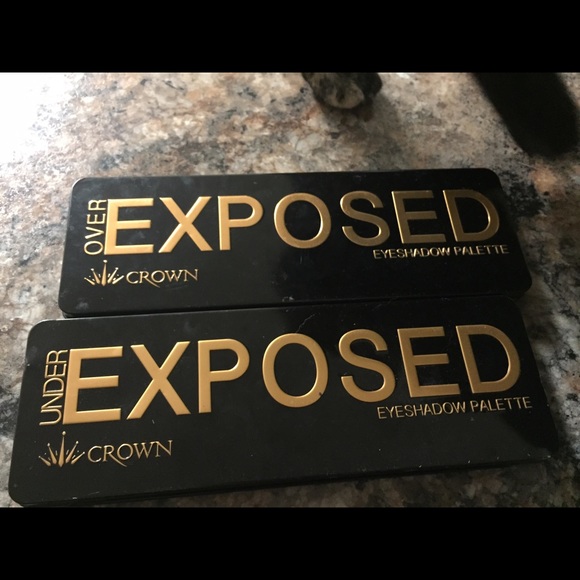 OVER
EXPOSED
EYESHADOW PALETTE
CROWN
UNDER
EXPOSED
EYESHADOW PALETTE
CROWN